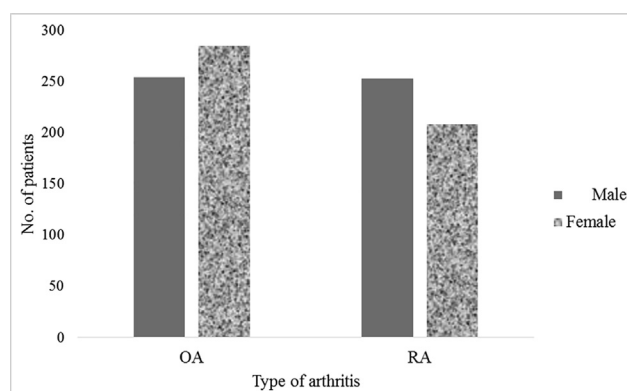 300
250
200
150
100
50
0
No. of patients
OA RA
Type of arthritis
Male
Female